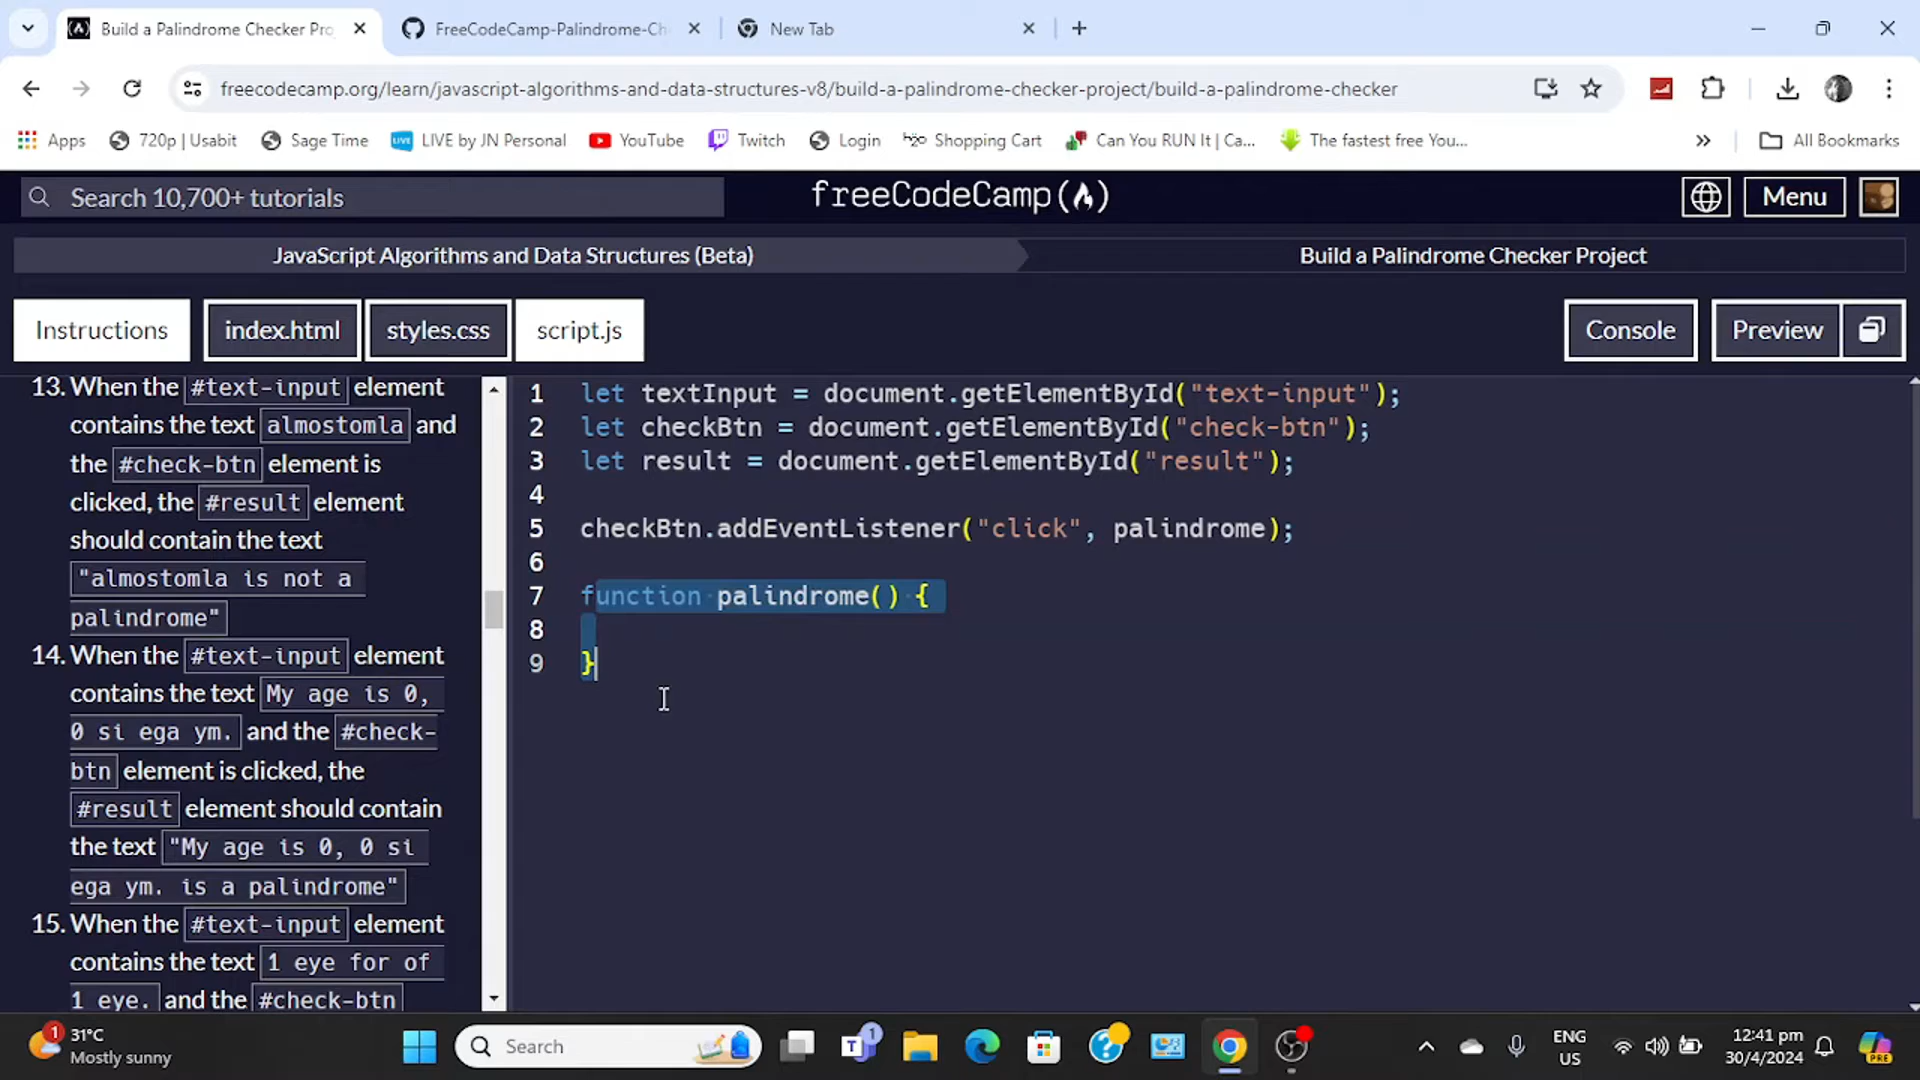 Build a Palindrome Checker Pro
FreeCodeCamp-Palindrome-Ch
New Tab
freecodecamp.org/learn/javascript-algorithms-and-data-structures-v8/build-a-palindrome-checker-project/build-a-palindrome-checker
Apps
720p | Usabit
Sage Time
LIVE by JN Personal
YouTube
Twitch
Login
Shopping Cart
Can You RUN It | Ca...
The fastest free You...
All Bookmarks
Search 10,700+ tutorials
freeCodeCamp
Menu
JavaScript Algorithms and Data Structures (Beta)
Build a Palindrome Checker Project
Instructions
index.html
styles.css
script.js
Console
Preview
13. When the #text-input element
contains the text almostomla and
the #check-btn element is
clicked, the #result element
should contain the text
"almostomla is not a
palindrome"
14. When the #text-input element
contains the text My age is 0,
0 si ega ym. and the #check-
btn element is clicked, the
#result element should contain
the text "My age is 0, 0 si
ega ym. is a palindrome"
15. When the #text-input element
contains the text 1 eye for of
1 eye. and the #check-btn
1 let textInput = document.getElementById("text-input");
2 let checkBtn = document.getElementById("check-btn");
3 let result = document.getElementById("result");
4
5 checkBtn.addEventListener("click", palindrome);
6
7 function palindrome() {
8
9 }
31°C
Mostly sunny
Search
ENG
US
12:41 pm
30/4/2024